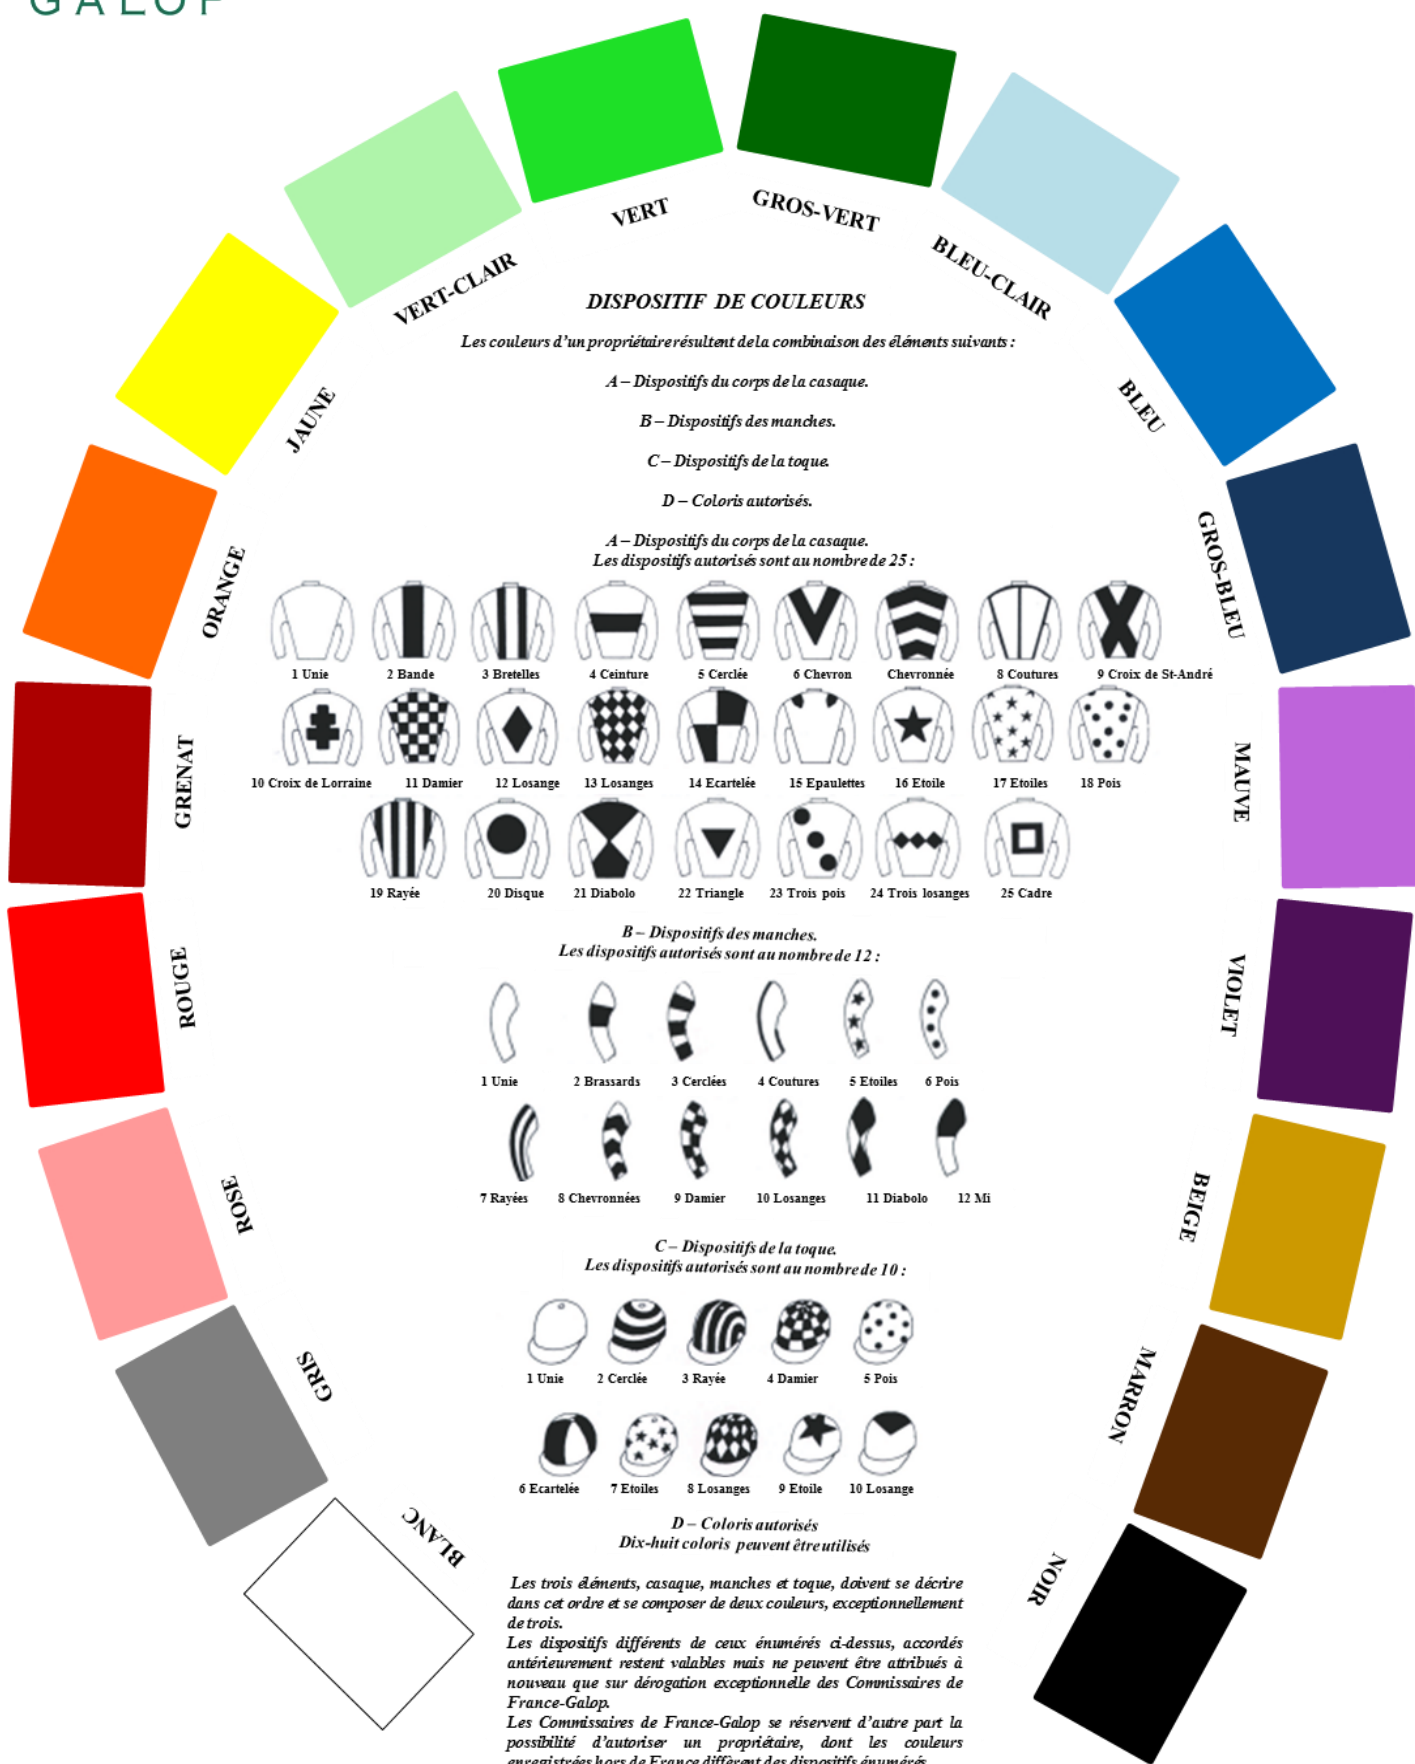 GALOP
VERT
GROS-VERT
VERT-CLAIR
BLEU-CLAIR
JAUNE
BLEU
ORANGE
GROS-BLEU
GRENAT
MAUVE
ROUGE
VIOLET
ROSE
BEIGE
GRIS
MARRON
BLANC
NOIR
DISPOSITIF DE COULEURS
Les couleurs d'un propriétaire résultent de la combinaison des éléments suivants :
A – Dispositifs du corps de la casaque.
B – Dispositifs des manches.
C – Dispositifs de la toque.
D – Coloris autorisés.
A – Dispositifs du corps de la casaque.
Les dispositifs autorisés sont au nombre de 25 :
1 Unie 2 Bande 3 Bretelles 4 Ceinture 5 Cerclée 6 Chevron Chevronnée 8 Coutures 9 Croix de St-André
10 Croix de Lorraine 11 Damier 12 Losange 13 Losanges 14 Ecartelée 15 Epaulettes 16 Etoile 17 Etoiles 18 Pois
19 Rayée 20 Disque 21 Diabolo 22 Triangle 23 Trois pois 24 Trois losanges 25 Cadre
B – Dispositifs des manches.
Les dispositifs autorisés sont au nombre de 12 :
1 Unie 2 Brassards 3 Cerclées 4 Coutures 5 Etoiles 6 Pois
7 Rayées 8 Chevronnées 9 Damier 10 Losanges 11 Diabolo 12 Mi
C – Dispositifs de la toque.
Les dispositifs autorisés sont au nombre de 10 :
1 Unie 2 Cerclée 3 Rayée 4 Damier 5 Pois
6 Ecartelée 7 Etoiles 8 Losanges 9 Etoile 10 Losange
D – Coloris autorisés
Dix-huit coloris peuvent être utilisés
Les trois éléments, casaque, manches et toque, doivent se décrire
dans cet ordre et se composer de deux couleurs, exceptionnellement
de trois.
Les dispositifs différents de ceux énumérés ci-dessus, accordés
antérieurement restent valables mais ne peuvent être attribués à
nouveau que sur dérogation exceptionnelle des Commissaires de
France-Galop.
Les Commissaires de France-Galop se réservent d'autre part la
possibilité d'autoriser un propriétaire, dont les couleurs
enregistrées hors de France diffèrent des dispositifs énumérés